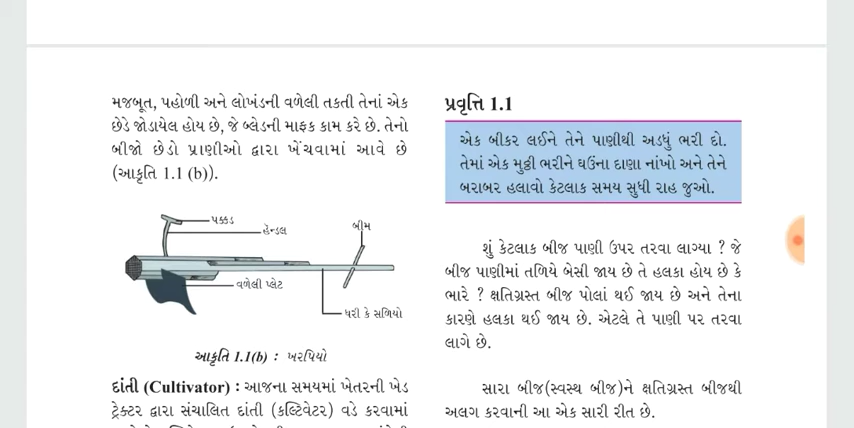 મજબૂત, પહોળી અને લોખંડની વળેલી તકતી તેનાં એક
છેડે જોડાયેલ હોય છે, જે બ્લેડની માફક કામ કરે છે. તેનો
બીજો છેડો પ્રાણીઓ દ્વારા ખેંચવામાં આવે છે
(આકૃતિ 1.1 (b)).
પક્કડ
હૅન્ડલ
બીમ
વળેલી પ્લેટ
ધરી કે સળિયો
આકૃતિ 1.1(b) : ખરપિયો
દાંતી (Cultivator) : આજના સમયમાં ખેતરની ખેડ
ટ્રેક્ટર દ્વારા સંચાલિત દાંતી (કલ્ટિવેટર) વડે કરવામાં
પ્રવૃત્તિ 1.1
એક બીકર લઈને તેને પાણીથી અડધું ભરી દો.
તેમાં એક મુઠ્ઠી ભરીને ઘઉંના દાણા નાંખો અને તેને
બરાબર હલાવો કેટલાક સમય સુધી રાહ જુઓ.
શું કેટલાક બીજ પાણી ઉપર તરવા લાગ્યા ? જે
બીજ પાણીમાં તળિયે બેસી જાય છે તે હલકા હોય છે કે
ભારે ? ક્ષતિગ્રસ્ત બીજ પોલાં થઈ જાય છે અને તેના
કારણે હલકા થઈ જાય છે. એટલે તે પાણી પર તરવા
લાગે છે.
સારા બીજ(સ્વસ્થ બીજ)ને ક્ષતિગ્રસ્ત બીજથી
અલગ કરવાની આ એક સારી રીત છે.